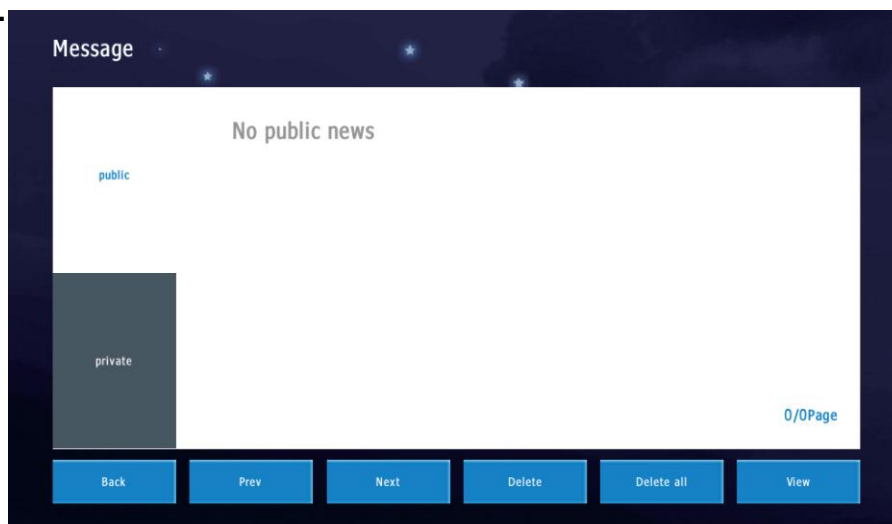 Message
No public news
public
private
0/0Page
Back Prev Next Delete Delete all View